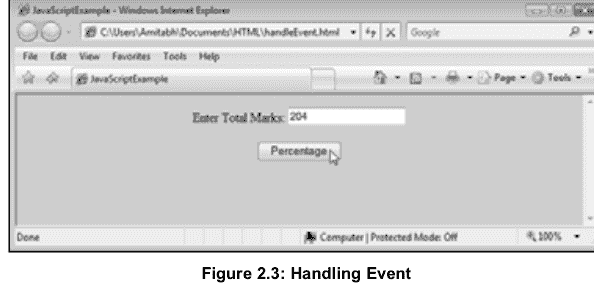 JavaScriptExample - Windows Internet Explorer
C:\Users\Amitabh\Documents\HTML\handleEvent.html
Google
File Edit View Favorites Tools Help
JavaScriptExample
Page Tools
Enter Total Marks: 204
Percentage
Done
Computer | Protected Mode: Off
100%
Figure 2.3: Handling Event